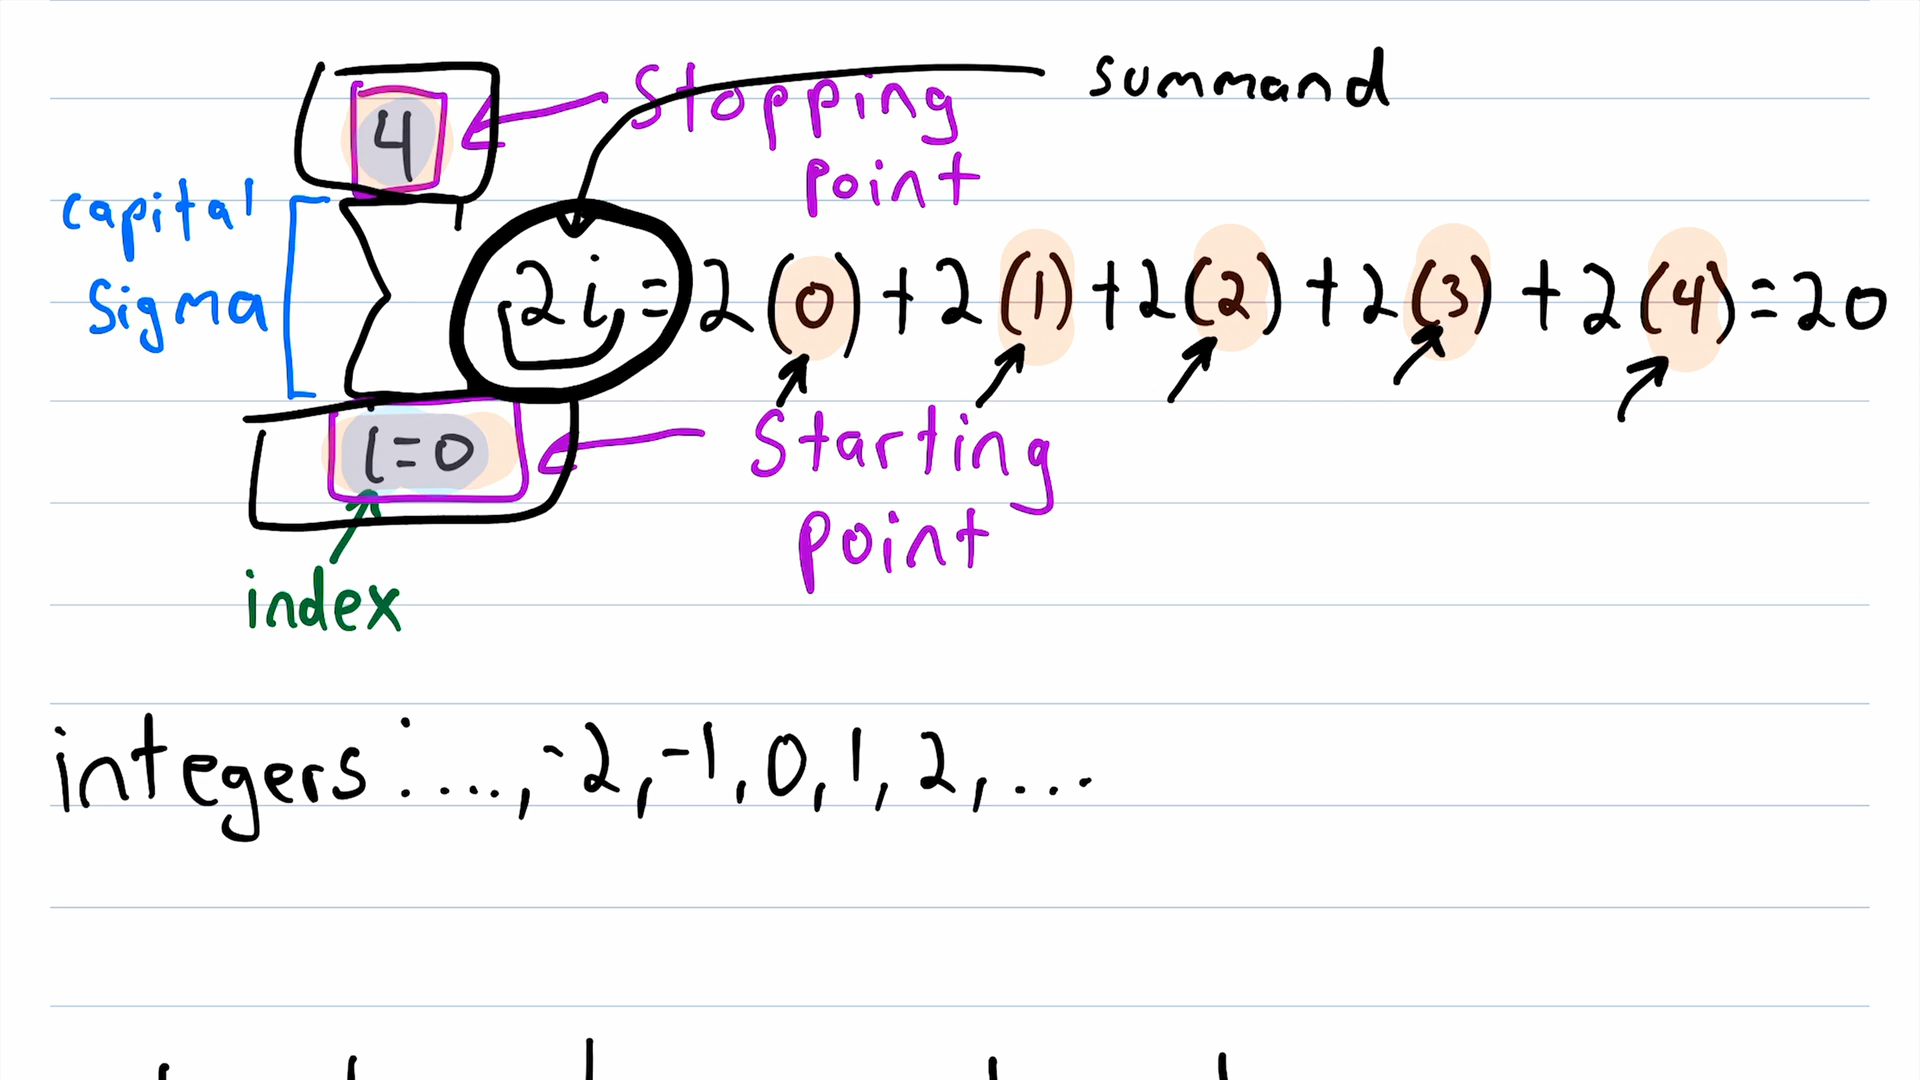 summand
4 Stopping
point
capital
Sigma
Σ 2i = 2(0) + 2(1) + 2(2) + 2(3) + 2(4) = 20
i=0 Starting
point
index
integers: ..., -2, -1, 0, 1, 2, ...